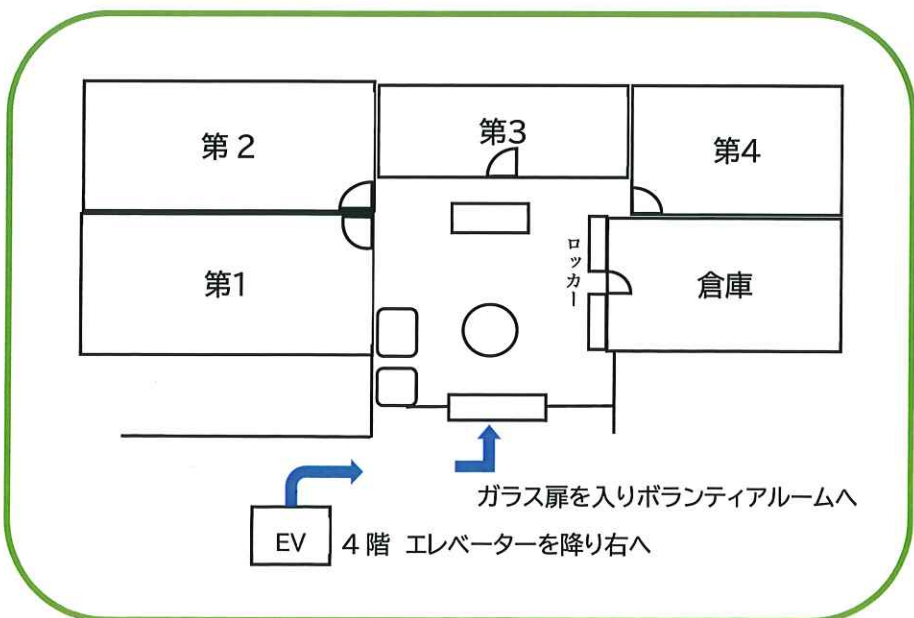 第2
第3
第4
第1
ロッカー
倉庫
ガラス扉を入りボランティアルームへ
EV
4階 エレベーターを降り右へ